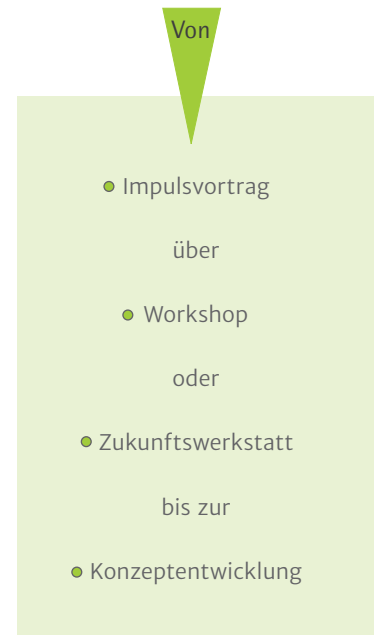 Von
Impulsvortrag
über
Workshop
oder
Zukunftswerkstatt
bis zur
Konzeptentwicklung